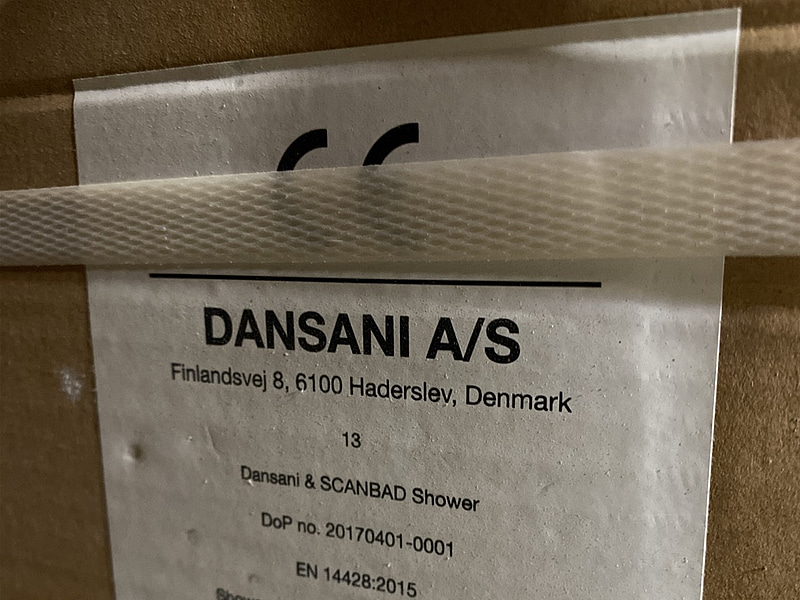 CE
DANSANI A/S
Finlandsvej 8, 6100 Haderslev, Denmark
13
Dansani & SCANBAD Shower
DoP no. 20170401-0001
EN 14428:2015